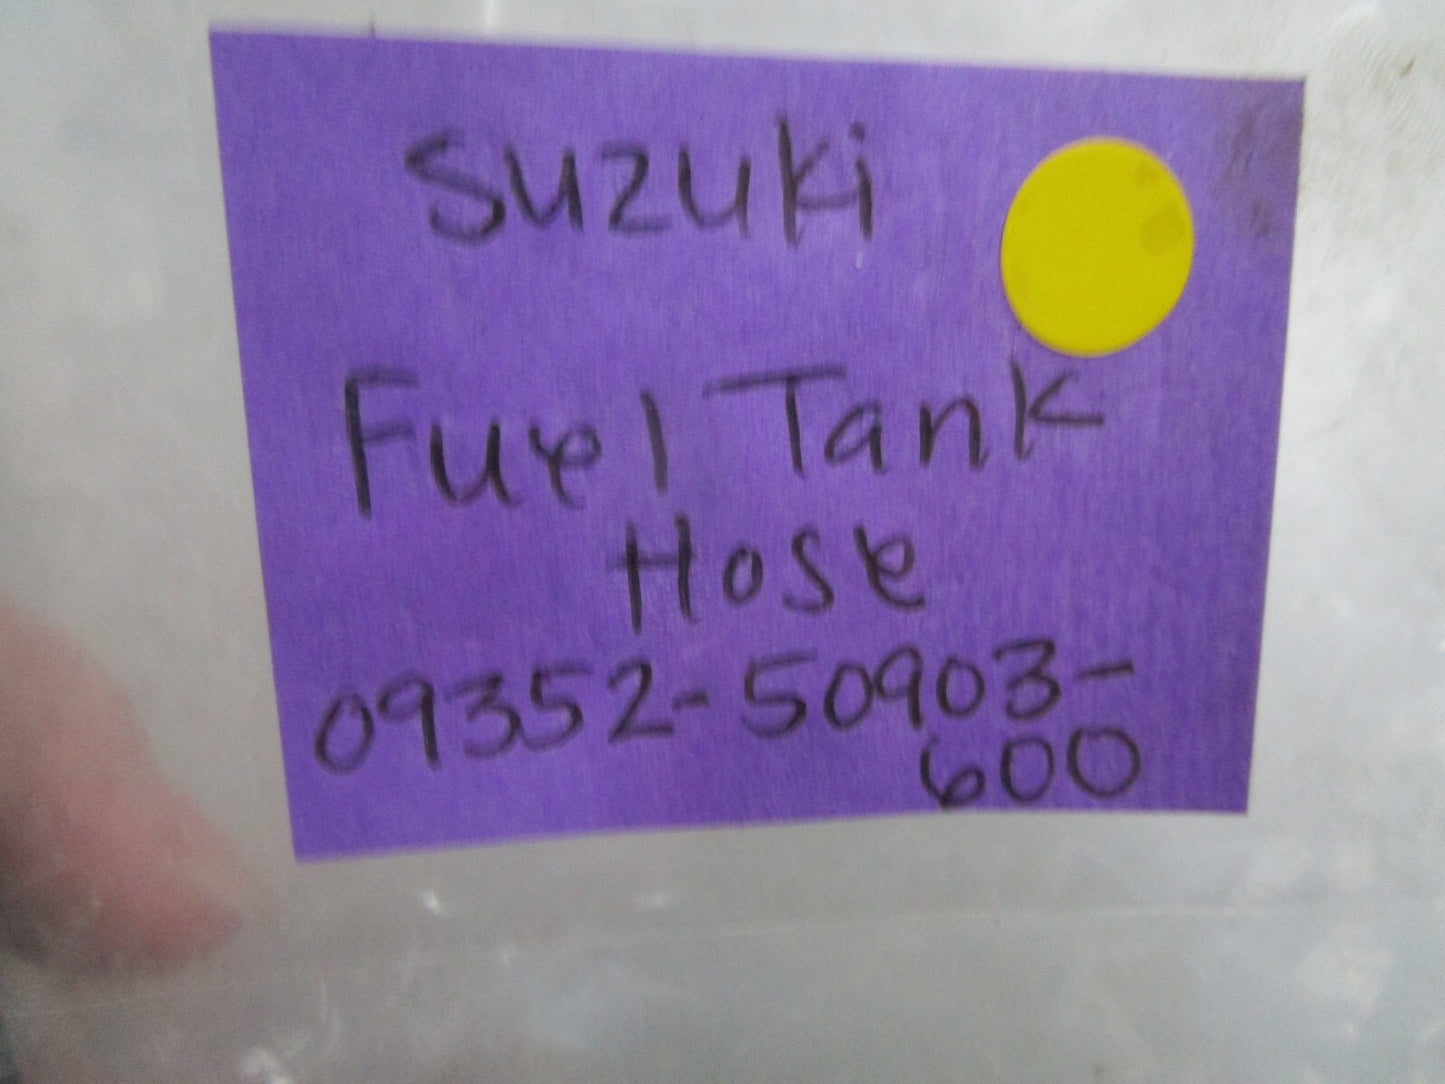 Suzuki
Fuel Tank
Hose
09352-50903-
600